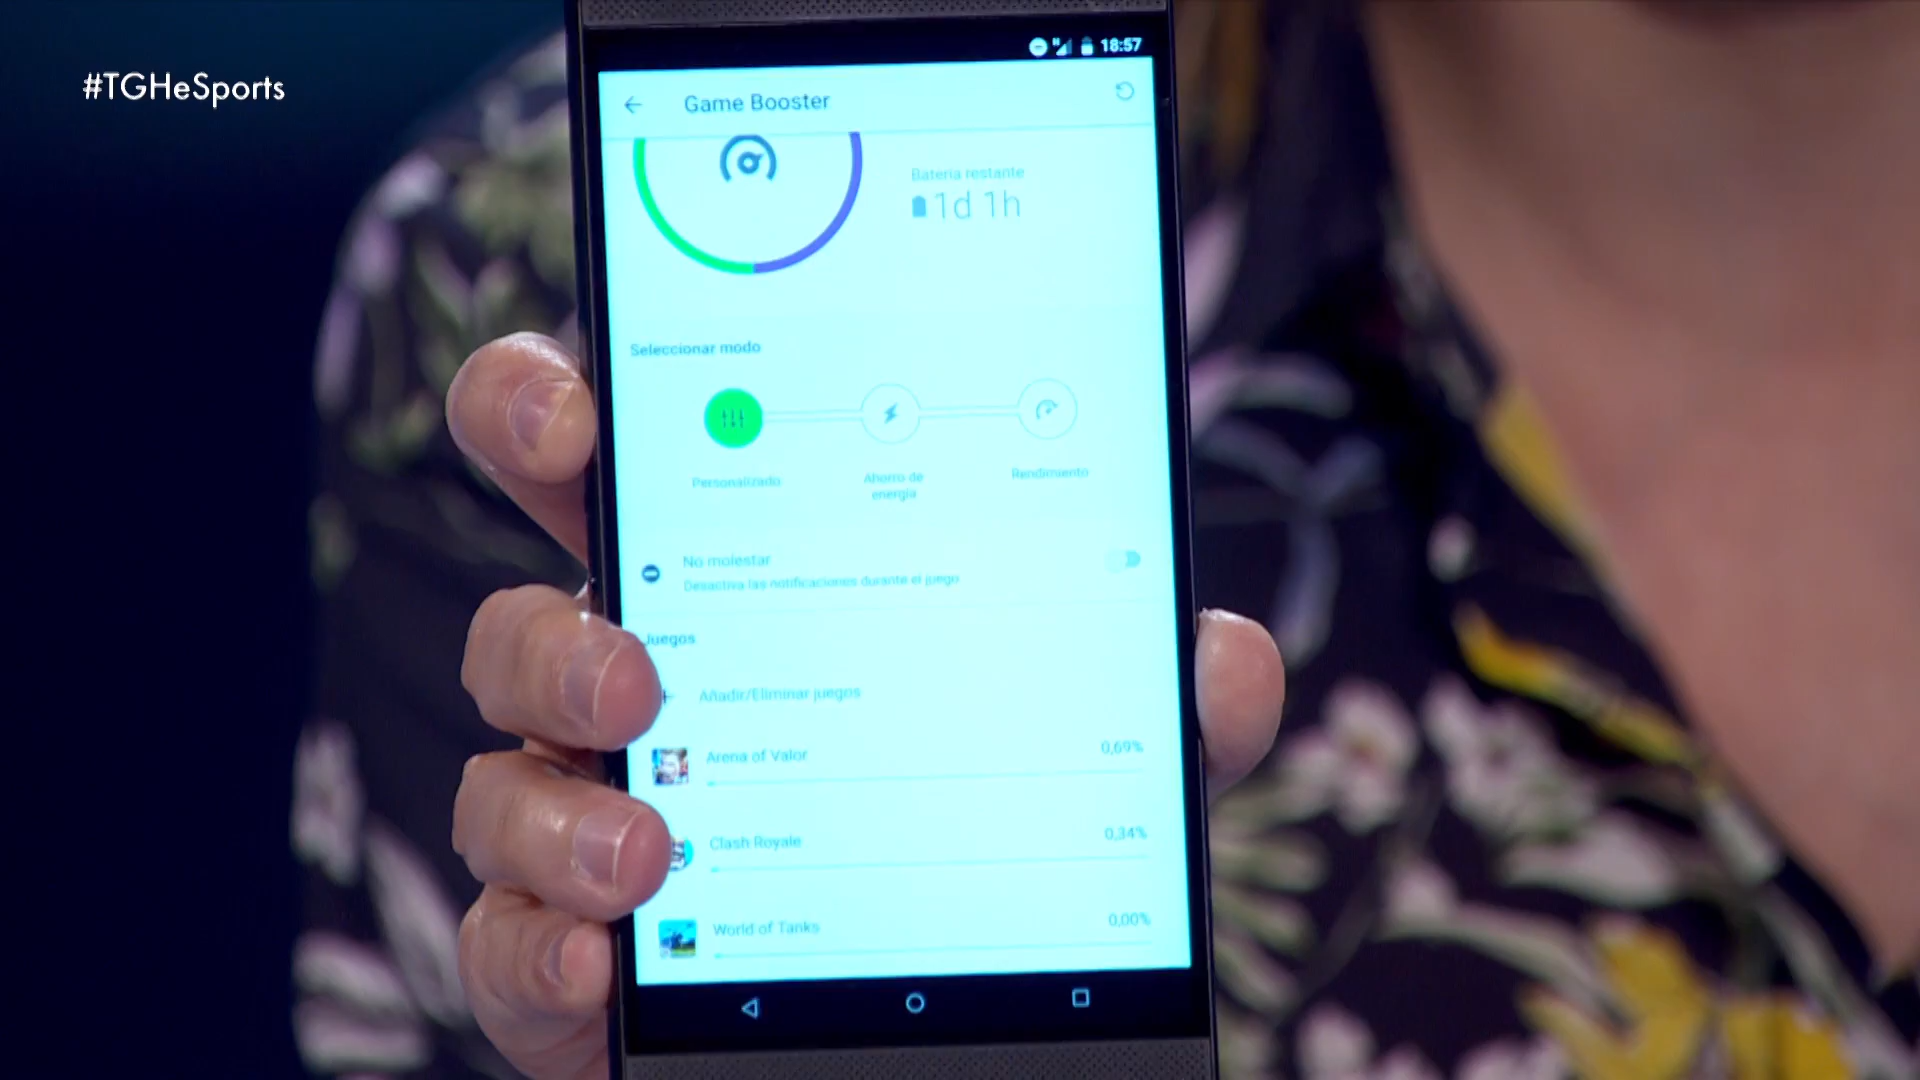 #TGHeSports
18:57
Game Booster
Batería restante
1d 1h
Seleccionar modo
Personalizado
Ahorro de
energía
Rendimiento
No molestar
Desactiva las notificaciones durante el juego
Juegos
Añadir/Eliminar juegos
Arena of Valor
0,69%
Clash Royale
0,34%
World of Tanks
0,00%